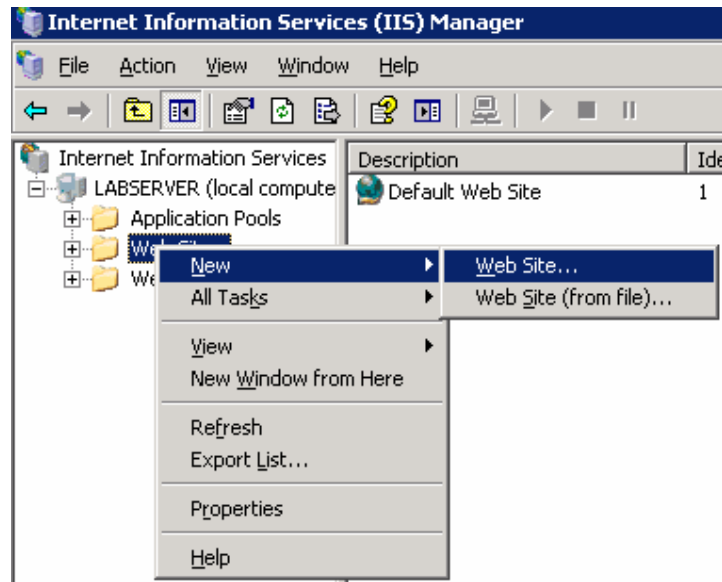 Internet Information Services (IIS) Manager
File Action View Window Help
Internet Information Services
LABSERVER (local compute
Application Pools
We
Description
Default Web Site
1
New
All Tasks
View
New Window from Here
Refresh
Export List...
Properties
Help
Web Site...
Web Site (from file)...